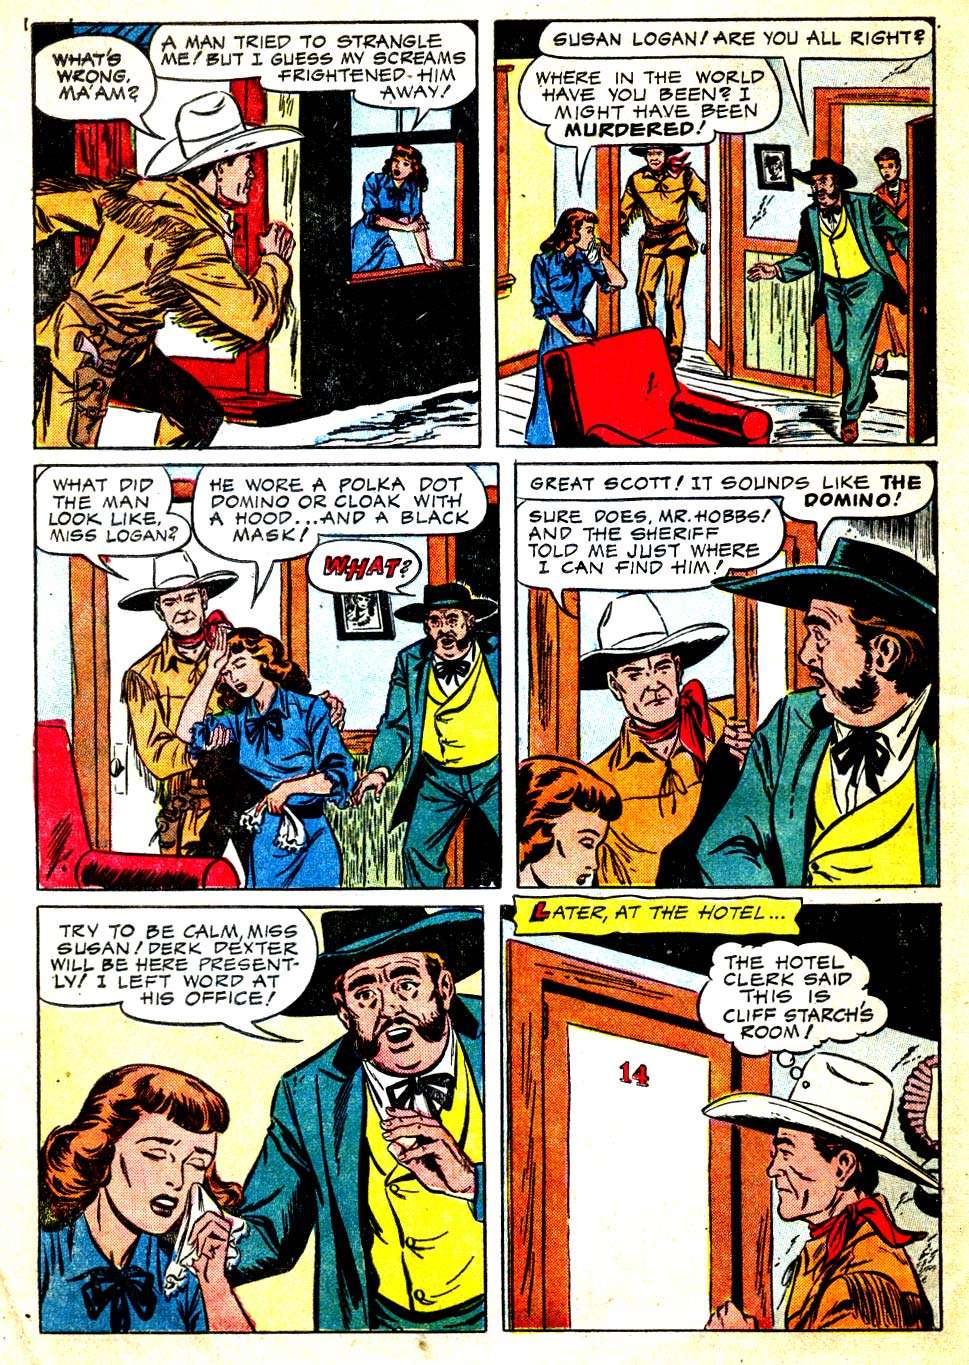 WHAT'S
WRONG,
MA'AM?
A MAN TRIED TO STRANGLE
ME! BUT I GUESS MY SCREAMS
FRIGHTENED HIM
AWAY!
SUSAN LOGAN! ARE YOU ALL RIGHT?
WHERE IN THE WORLD
HAVE YOU BEEN? I
MIGHT HAVE BEEN
MURDERED!
WHAT DID
THE MAN
LOOK LIKE,
MISS LOGAN?
HE WORE A POLKA DOT
DOMINO OR CLOAK WITH
A HOOD...AND A BLACK
MASK!
WHAT?
GREAT SCOTT! IT SOUNDS LIKE THE
DOMINO!
SURE DOES, MR. HOBBS!
AND THE SHERIFF
TOLD ME JUST WHERE
I CAN FIND HIM!
TRY TO BE CALM, MISS
SUSAN! DERK DEXTER
WILL BE HERE PRESENT-
LY! I LEFT WORD AT
HIS OFFICE!
LATER, AT THE HOTEL...
THE HOTEL
CLERK SAID
THIS IS
CLIFF STARCH'S
ROOM!
14